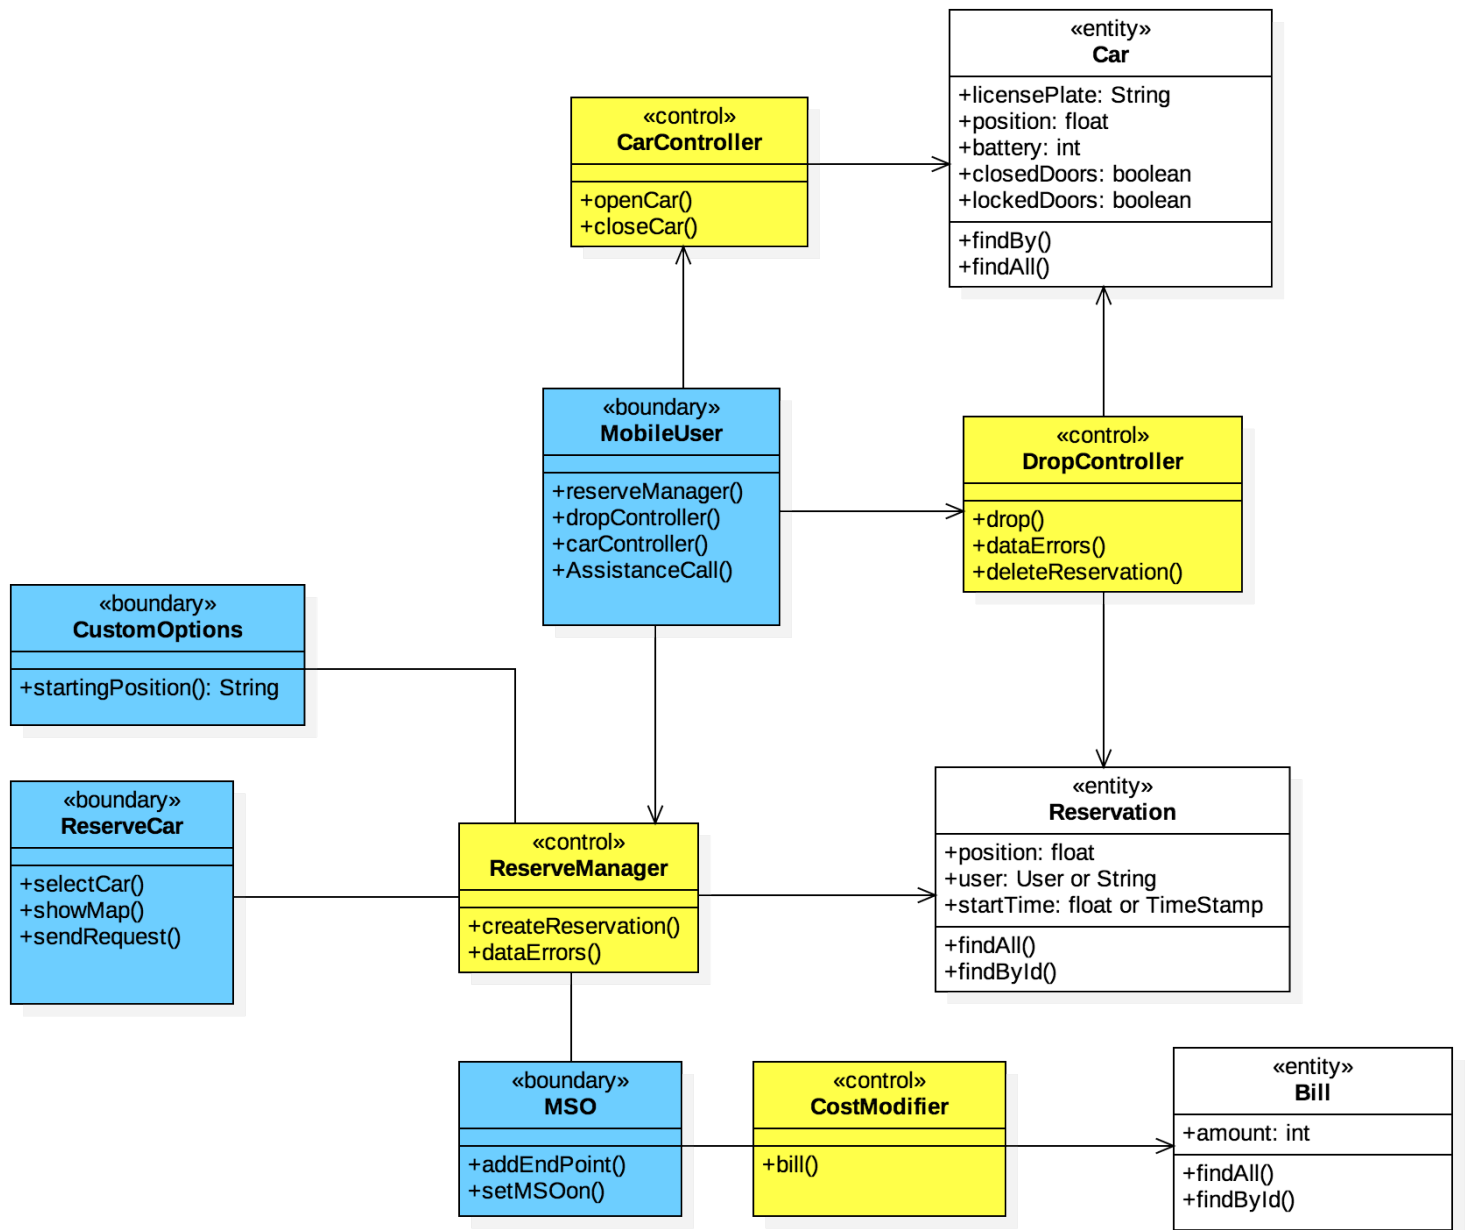 «entity»
Car
+licensePlate: String
+position: float
+battery: int
+closedDoors: boolean
+lockedDoors: boolean
+findBy()
+findAll()
«control»
CarController
+openCar()
+closeCar()
«boundary»
MobileUser
+reserveManager()
+dropController()
+carController()
+AssistanceCall()
«control»
DropController
+drop()
+dataErrors()
+deleteReservation()
«boundary»
CustomOptions
+startingPosition(): String
«boundary»
ReserveCar
+selectCar()
+showMap()
+sendRequest()
«control»
ReserveManager
+createReservation()
+dataErrors()
«entity»
Reservation
+position: float
+user: User or String
+startTime: float or TimeStamp
+findAll()
+findById()
«boundary»
MSO
+addEndPoint()
+setMSOon()
«control»
CostModifier
+bill()
«entity»
Bill
+amount: int
+findAll()
+findById()